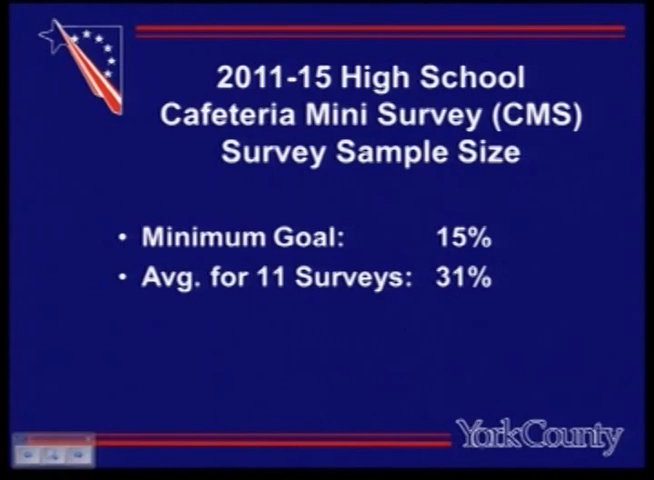 2011-15 High School
Cafeteria Mini Survey (CMS)
Survey Sample Size
• Minimum Goal: 15%
• Avg. for 11 Surveys: 31%
YorkCounty